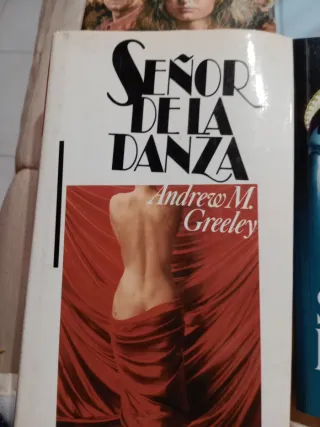 SEÑOR
DE LA
DANZA
Andrew M.
Greeley